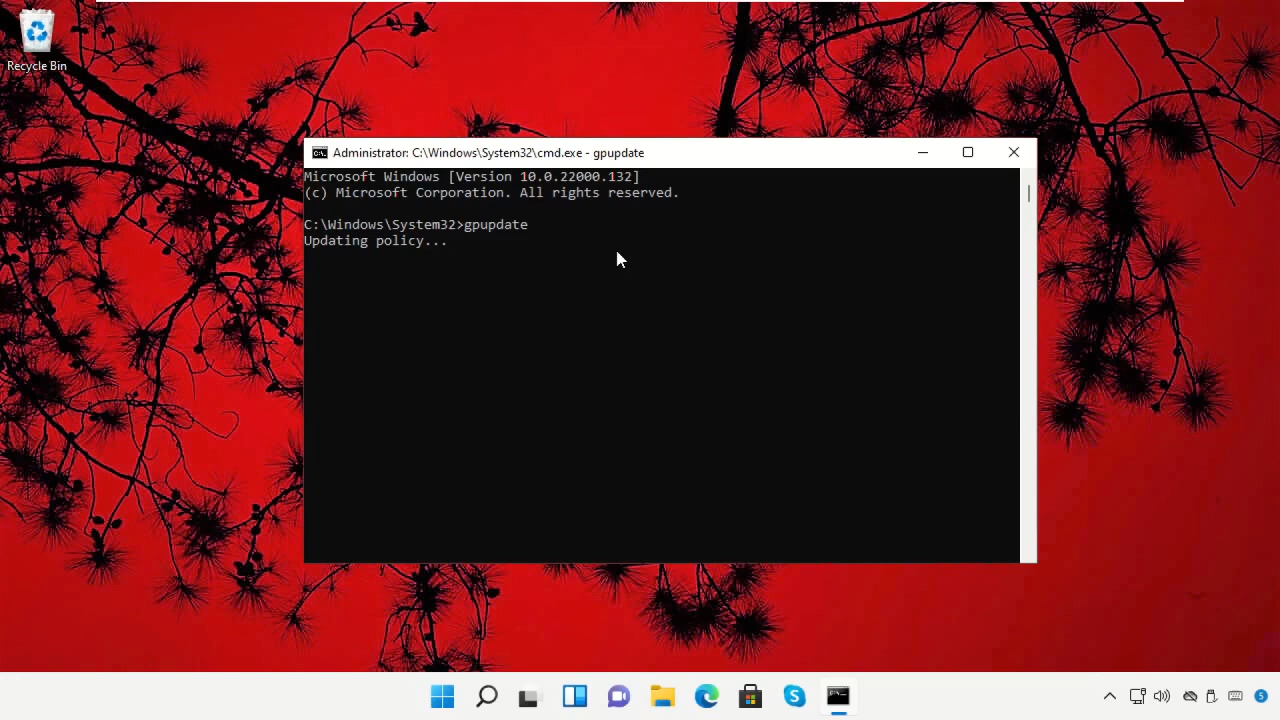 Recycle Bin
Administrator: C:\Windows\System32\cmd.exe - gpupdate
Microsoft Windows [Version 10.0.22000.132]
(c) Microsoft Corporation. All rights reserved.
C:\Windows\System32>gpupdate
Updating policy...
5